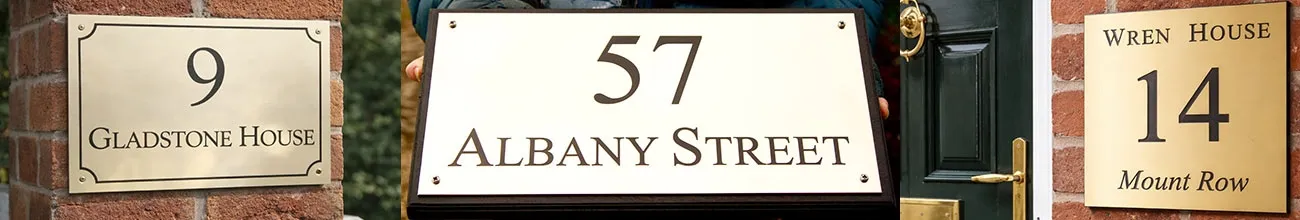 9
Gladstone House
57
Albany Street
Wren House
14
Mount Row